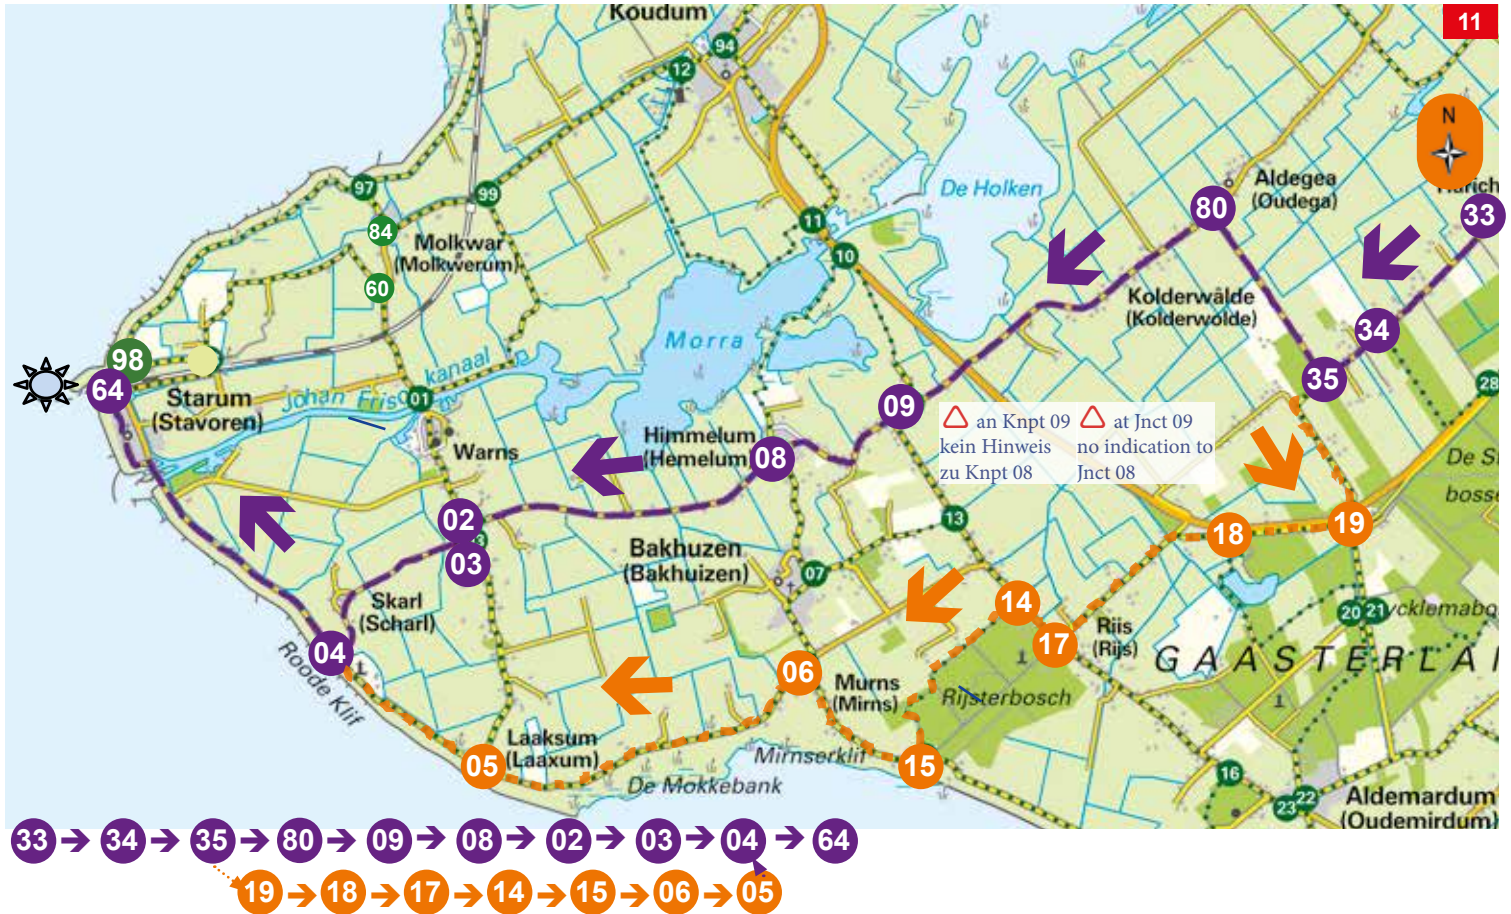 Koudum
11
94
12
N
97
99
De Holken
Aldegea
(Oudega)
80
33
84
11
Molkwar
(Molkwerum)
10
60
Kolderwâlde
(Kolderwolde)
34
Morra
98
64
kanaal
35
28
Starum
(Stavoren)
Johan
01
09
an Knpt 09
kein Hinweis
zu Knpt 08
at Jnct 09
no indication to
Jnct 08
Himmelum
(Hemelum)
08
Warns
02
13
18
19
03
Bakhuzen
(Bakhuizen)
07
14
20
21
Skarl
(Scharl)
17
Riis
(Rijs)
04
Roode Klif
06
Murns
(Mirns)
Rijsterbosch
Laaksum
(Laaxum)
05
Mirnserklif
15
De Mokkebank
16
23
22
Aldemardum
(Oudemirdum)
33 → 34 → 35 → 80 → 09 → 08 → 02 → 03 → 04 → 64
19 → 18 → 17 → 14 → 15 → 06 → 05